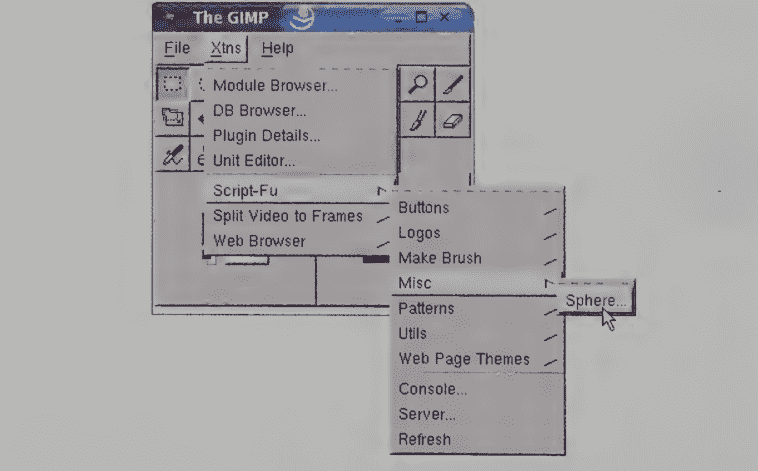 The GIMP
File Xtns Help
Module Browser...
DB Browser...
Plugin Details...
Unit Editor...
Script-Fu
Split Video to Frames
Web Browser
Buttons
Logos
Make Brush
Misc
Patterns
Utils
Web Page Themes
Console...
Server...
Refresh
Sphere...